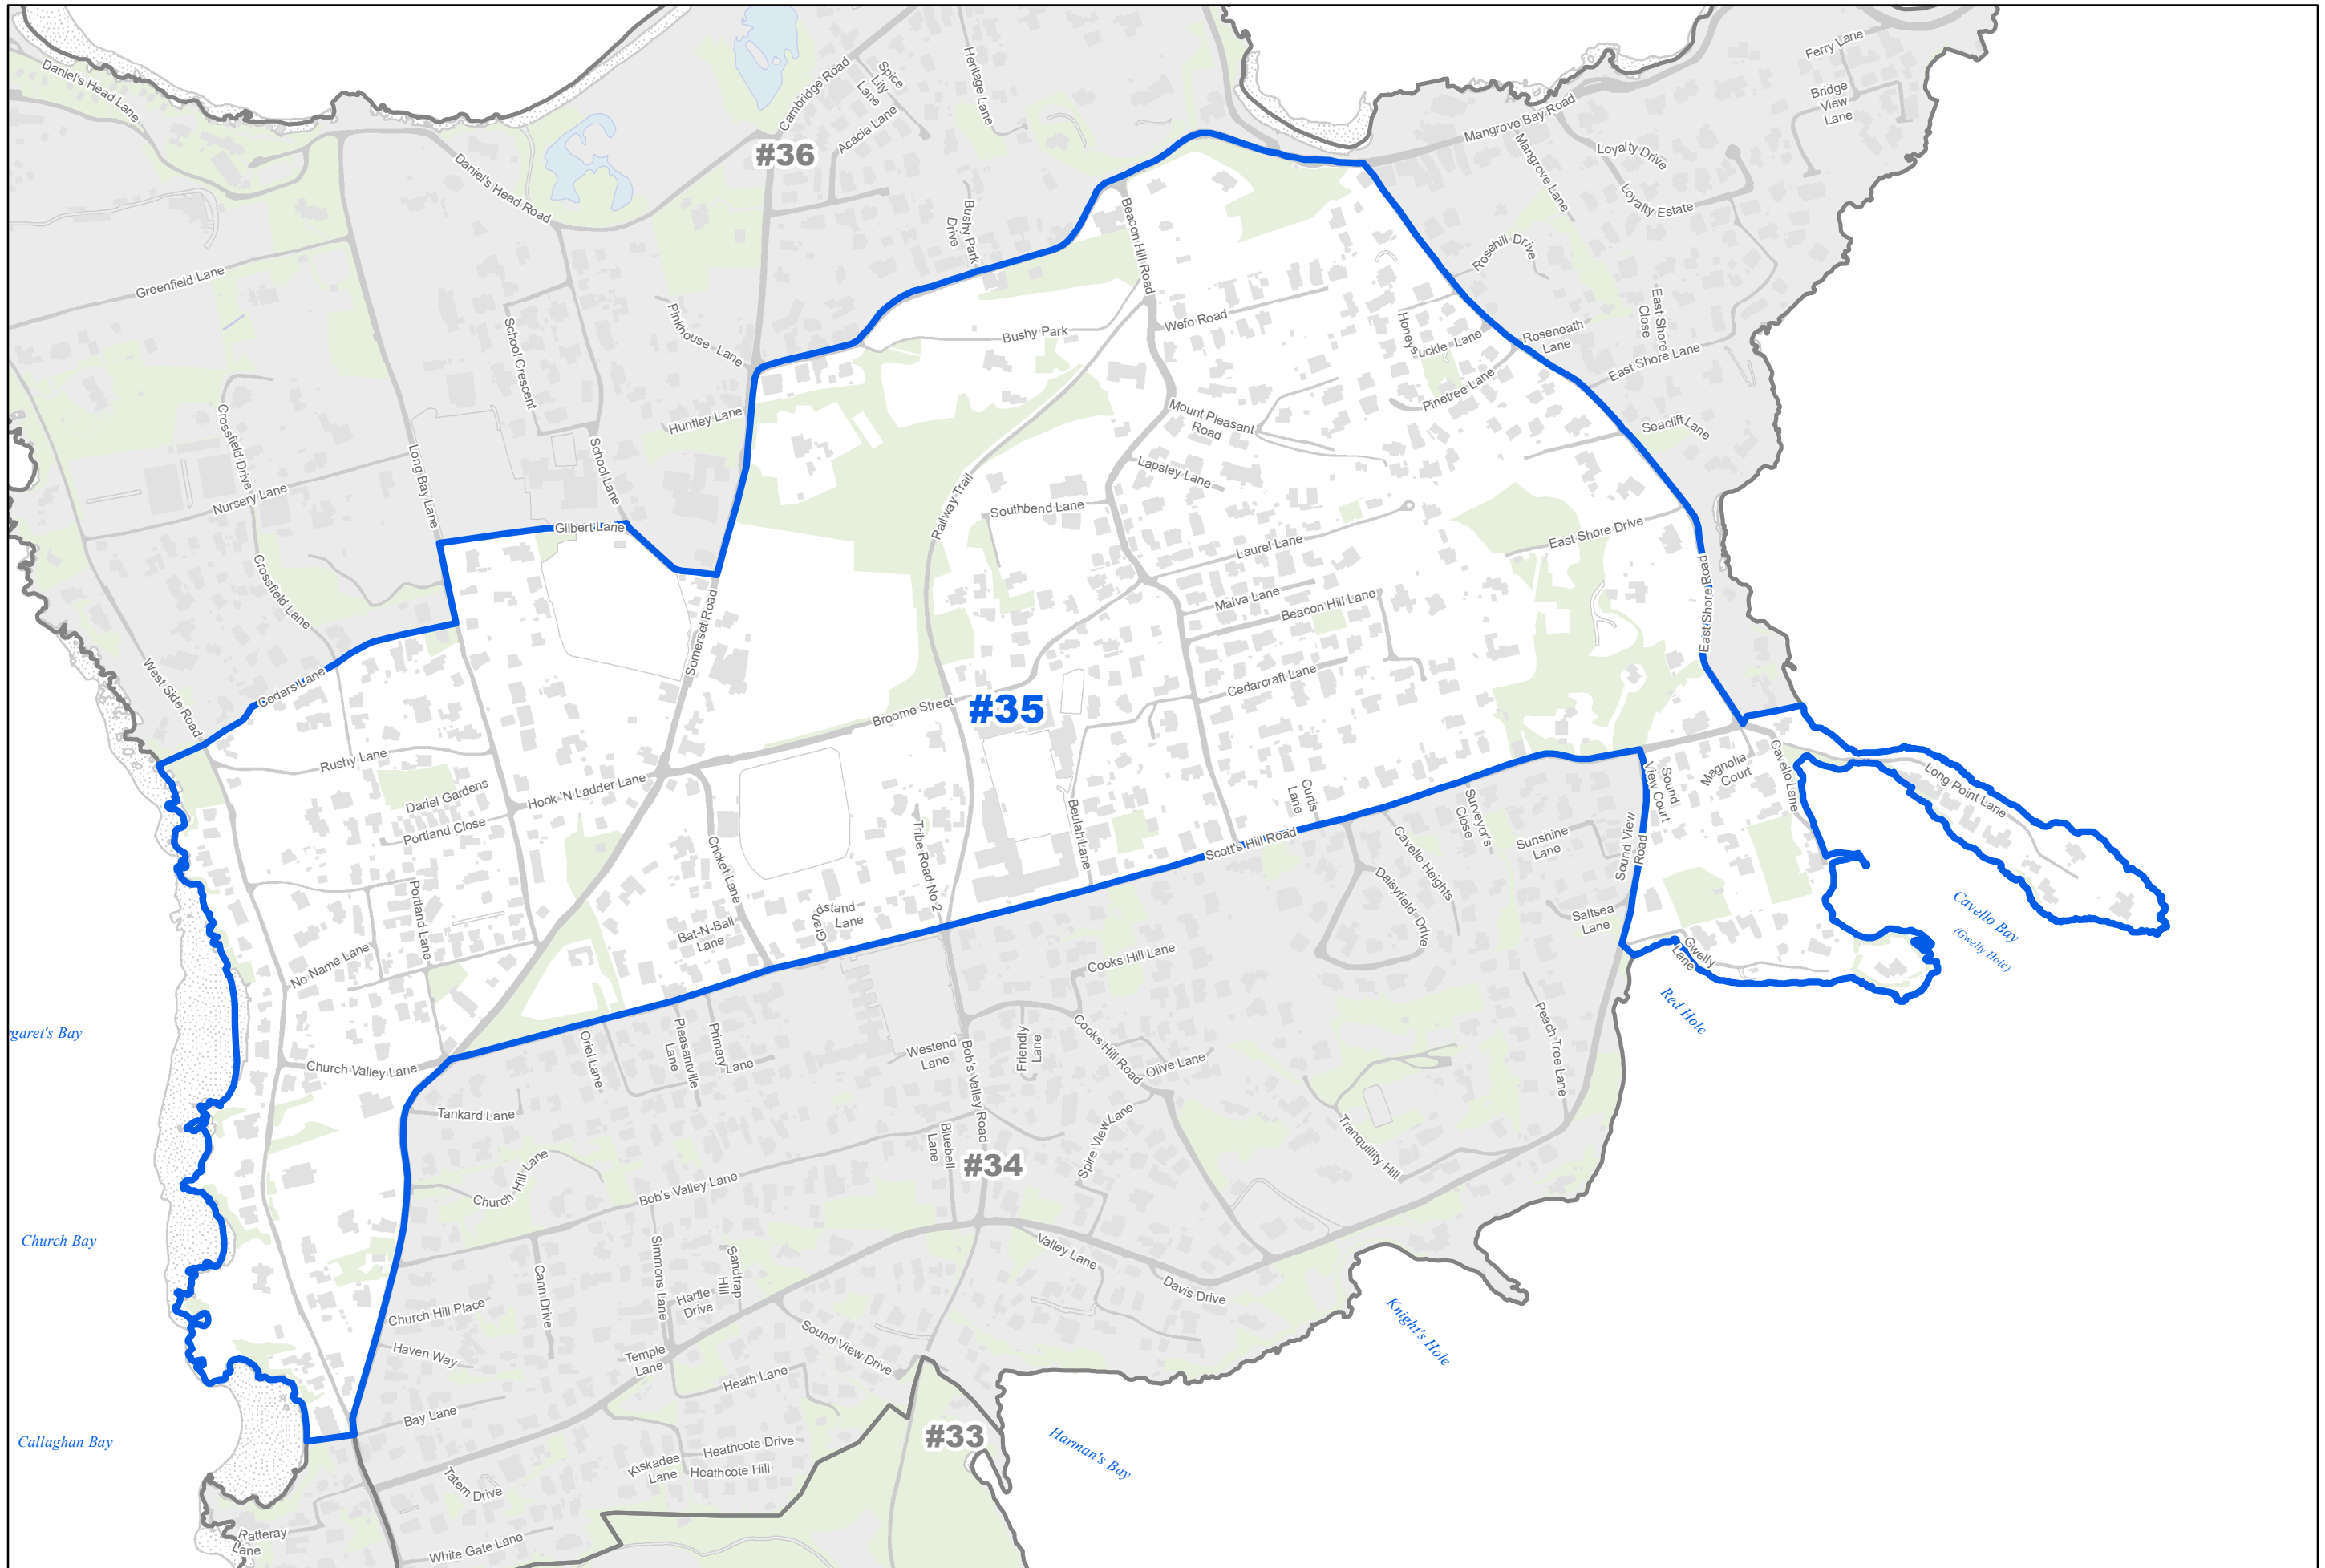 Daniel's Head Lane
Cambridge Road
Spice
Lily
Lane
Heritage Lane
Ferry Lane
Bridge
View
Lane
#36
Acacia Lane
Mangrove Bay Road
Mangrove Lane
Loyalty Drive
Loyalty Estate
Daniel's Head Road
Bushy Park
Drive
Beacon Hill Road
Rosehill Drive
Greenfield Lane
School Crescent
Pinkhouse Lane
Bushy Park
Wefo Road
Honeysuckle Lane
Roseneath
Lane
East Shore
Close
East Shore Lane
Pinetree Lane
Huntley Lane
Crossfield Drive
Mount Pleasant
Road
Seacliff Lane
Long Bay Lane
School Lane
Nursery Lane
Lapsley Lane
Railway Trail
Southbend Lane
Gilbert Lane
East Shore Drive
Laurel Lane
Crossfield Lane
Malva Lane
Beacon Hill Lane
East Shore Road
Somerset Road
West Side Road
Cedars Lane
Cedarcraft Lane
Broome Street
#35
Rushy Lane
Hook 'N Ladder Lane
Dariel Gardens
Portland Close
Magnolia
Court
Cavello Lane
Sound
View Court
Long Point Lane
Curtis
Lane
Surveyor's
Close
Sunshine
Lane
Sound View
Road
Scott's Hill Road
Beulah Lane
Tribe Road No 2
Cricket Lane
Cavello Heights
Daisyfield Drive
Portland Lane
Grandstand
Lane
Bat-N-Ball
Lane
Saltsea
Lane
Cavello Bay
(Gwelly Hole)
No Name Lane
Gwelly
Lane
Cooks Hill Lane
Red Hole
rgaret's Bay
Peach Tree Lane
Oriel Lane
Pleasantville
Lane
Primary
Lane
Westend
Lane
Friendly
Lane
Cooks Hill Road
Olive Lane
Church Valley Lane
Bob's Valley Road
Tankard Lane
Bluebell
Lane
Spire View Lane
Tranquillity Hill
#34
Church Hill Lane
Bob's Valley Lane
Church Bay
Simmons Lane
Sandtrap
Hill
Valley Lane
Davis Drive
Cann Drive
Hartle
Drive
Church Hill Place
Knight's Hole
Haven Way
Temple
Lane
Sound View Drive
Heath Lane
Bay Lane
Callaghan Bay
#33
Harman's Bay
Heathcote Drive
Kiskadee
Lane
Heathcote Hill
Tatem Drive
Ratteray
Lane
White Gate Lane